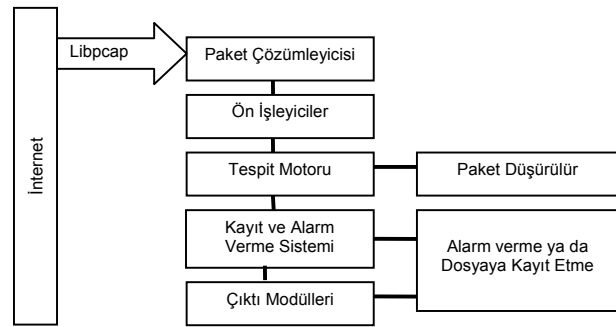 İnternet
Libpcap
Paket Çözümleyicisi
Ön İşleyiciler
Tespit Motoru
Paket Düşürülür
Kayıt ve Alarm
Verme Sistemi
Alarm verme ya da
Dosyaya Kayıt Etme
Çıktı Modülleri